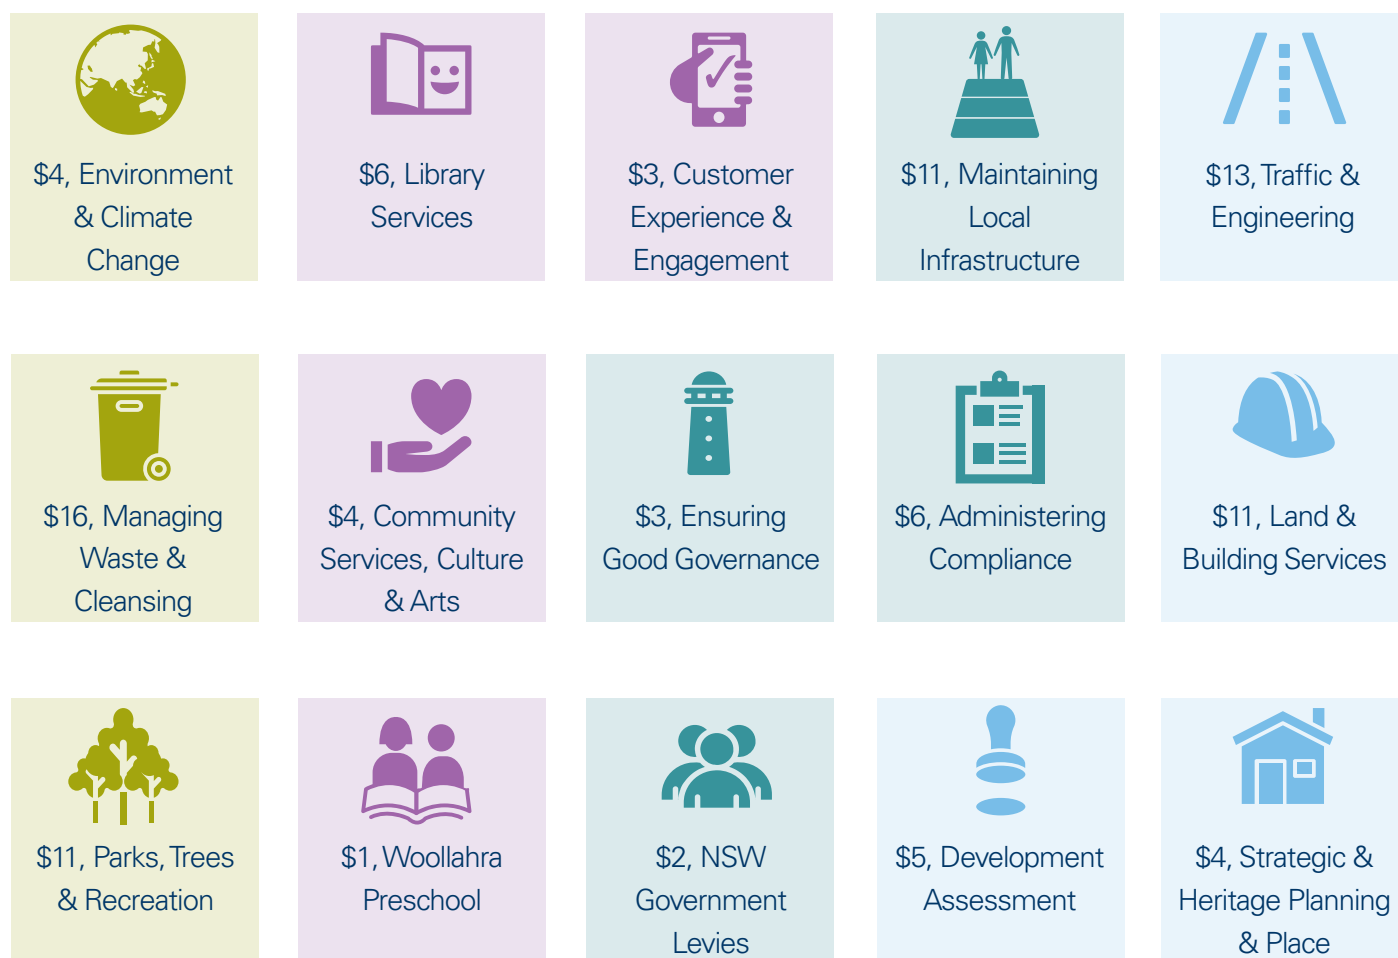 $4, Environment
& Climate
Change
$6, Library
Services
$3, Customer
Experience &
Engagement
$11, Maintaining
Local
Infrastructure
$13, Traffic &
Engineering
$16, Managing
Waste &
Cleansing
$4, Community
Services, Culture
& Arts
$3, Ensuring
Good Governance
$6, Administering
Compliance
$11, Land &
Building Services
$11, Parks, Trees
& Recreation
$1, Woollahra
Preschool
$2, NSW
Government
Levies
$5, Development
Assessment
$4, Strategic &
Heritage Planning
& Place